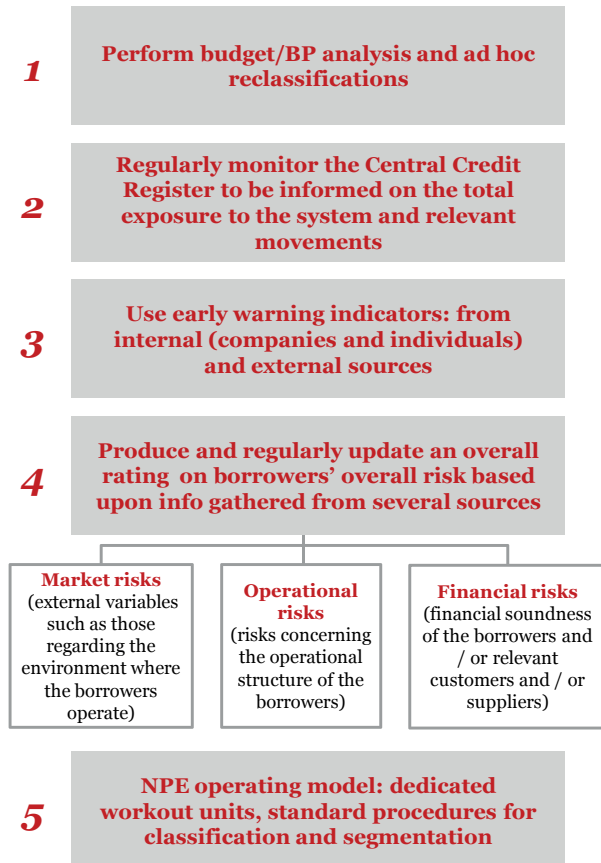 1
Perform budget/BP analysis and ad hoc
reclassifications
2
Regularly monitor the Central Credit
Register to be informed on the total
exposure to the system and relevant
movements
3
Use early warning indicators: from
internal (companies and individuals)
and external sources
4
Produce and regularly update an overall
rating on borrowers’ overall risk based
upon info gathered from several sources
Market risks
(external variables
such as those
regarding the
environment where
the borrowers
operate)
Operational
risks
(risks concerning
the operational
structure of the
borrowers)
Financial risks
(financial soundness
of the borrowers and
/ or relevant
customers and / or
suppliers)
5
NPE operating model: dedicated
workout units, standard procedures for
classification and segmentation